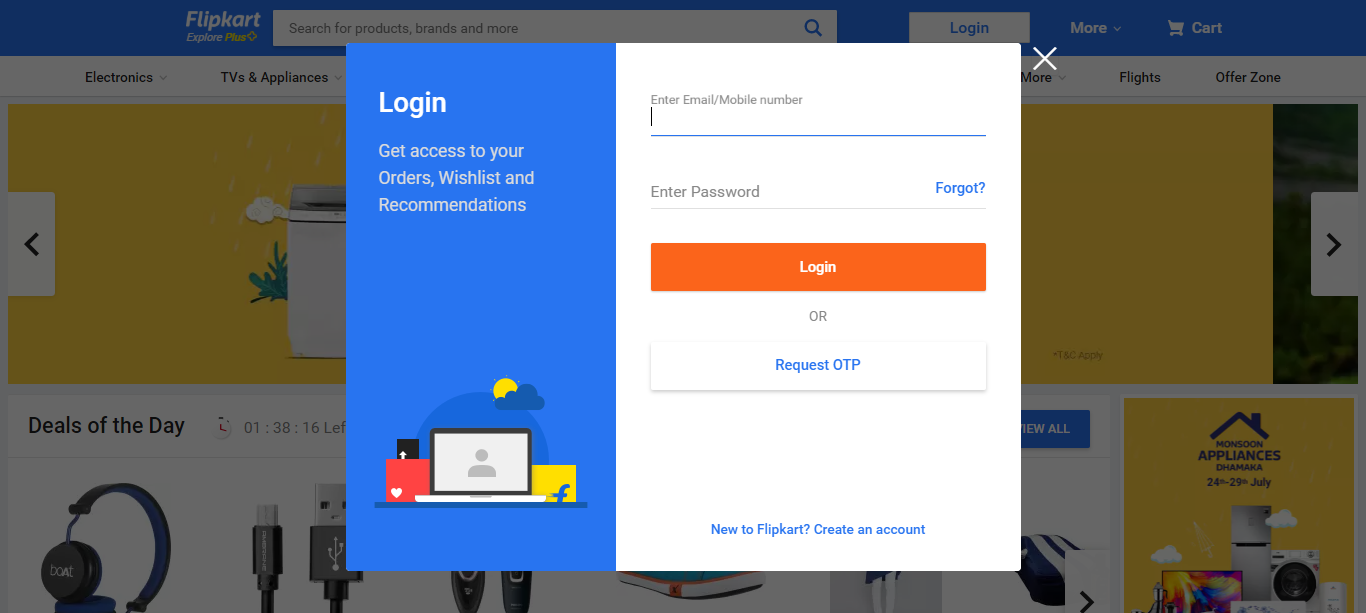 Flipkart
Explore Plus
Search for products, brands and more
Login
More
Cart
Electronics
TVs & Appliances
More
Flights
Offer Zone
Login
Get access to your
Orders, Wishlist and
Recommendations
Enter Email/Mobile number
Enter Password
Forgot?
Login
OR
Request OTP
New to Flipkart? Create an account
*T&C Apply
Deals of the Day
01 : 38 : 16 Lef
VIEW ALL
MONSOON
APPLIANCES
DHAMAKA
24th-29th July
boAt